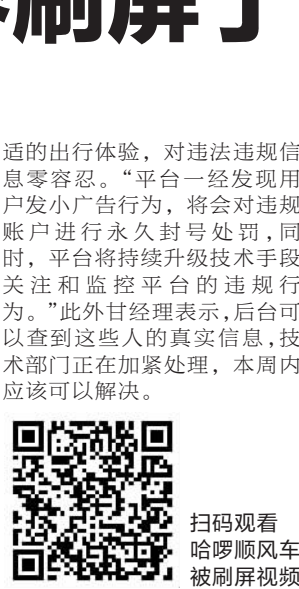 刷屏了
适的出行体验，对违法违规信
息零容忍。“平台一经发现用
户发小广告行为，将会对违规
账户进行永久封号处罚,同
时，平台将持续升级技术手段
关注和监控平台的违规行
为。”此外甘经理表示,后台可
以查到这些人的真实信息,技
术部门正在加紧处理，本周内
应该可以解决。
扫码观看
哈啰顺风车
被刷屏视频